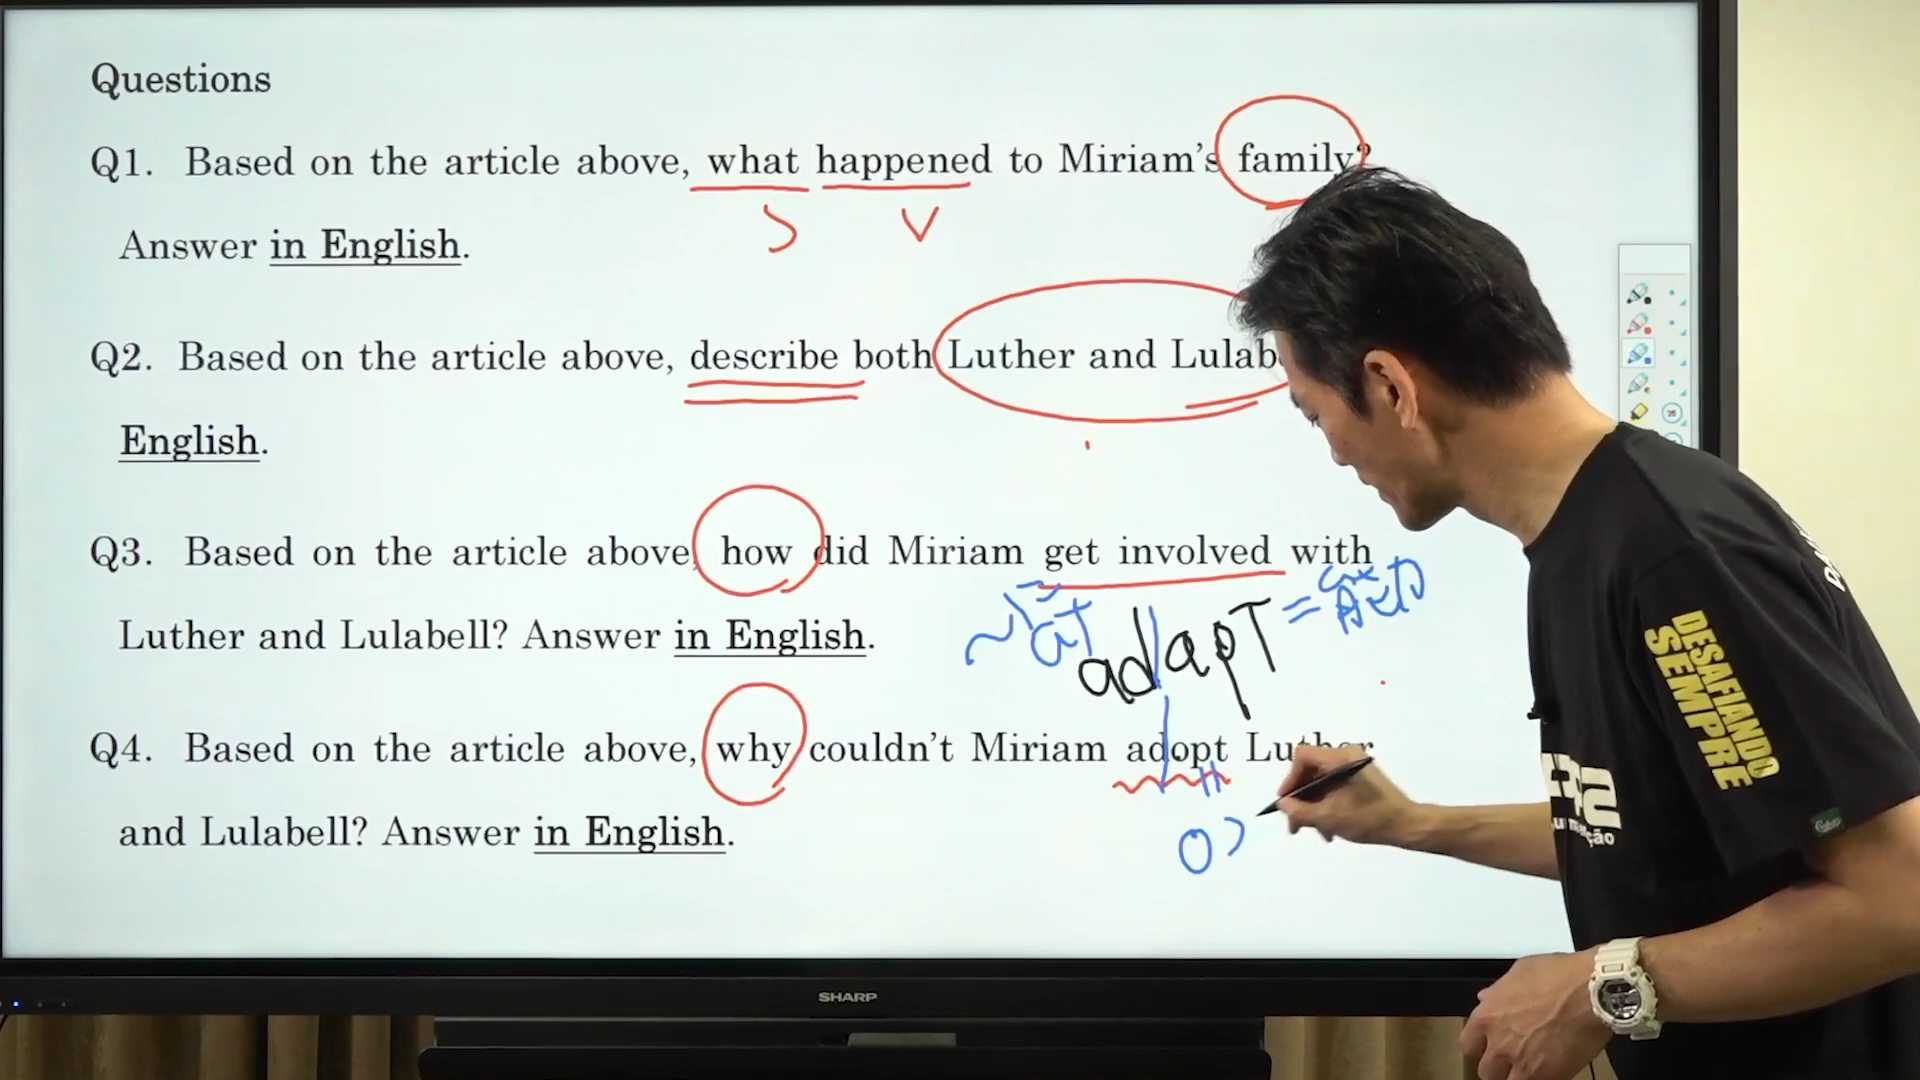 Questions
Q1. Based on the article above, what happened to Miriam's family?
S V
Answer in English.
Q2. Based on the article above, describe both Luther and Lulab
English.
Q3. Based on the article above, how did Miriam get involved with
Luther and Lulabell? Answer in English.
at
adapt =
Q4. Based on the article above, why couldn't Miriam adopt Luther
and Lulabell? Answer in English.
DESAFIANDO
SEMPRE
SHARP